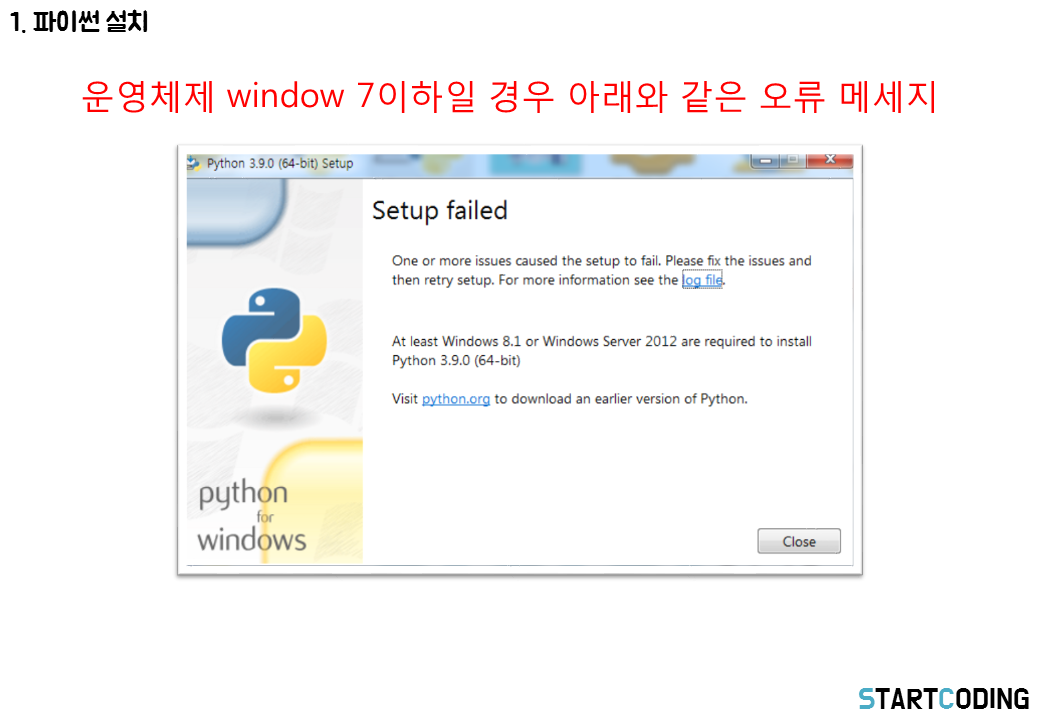 1. 파이썬 설치
운영체제 window 7이하일 경우 아래와 같은 오류 메세지
Python 3.9.0 (64-bit) Setup
Setup failed
One or more issues caused the setup to fail. Please fix the issues and
then retry setup. For more information see the log file.
At least Windows 8.1 or Windows Server 2012 are required to install
Python 3.9.0 (64-bit)
Visit python.org to download an earlier version of Python.
python
for
windows
Close
STARTCODING